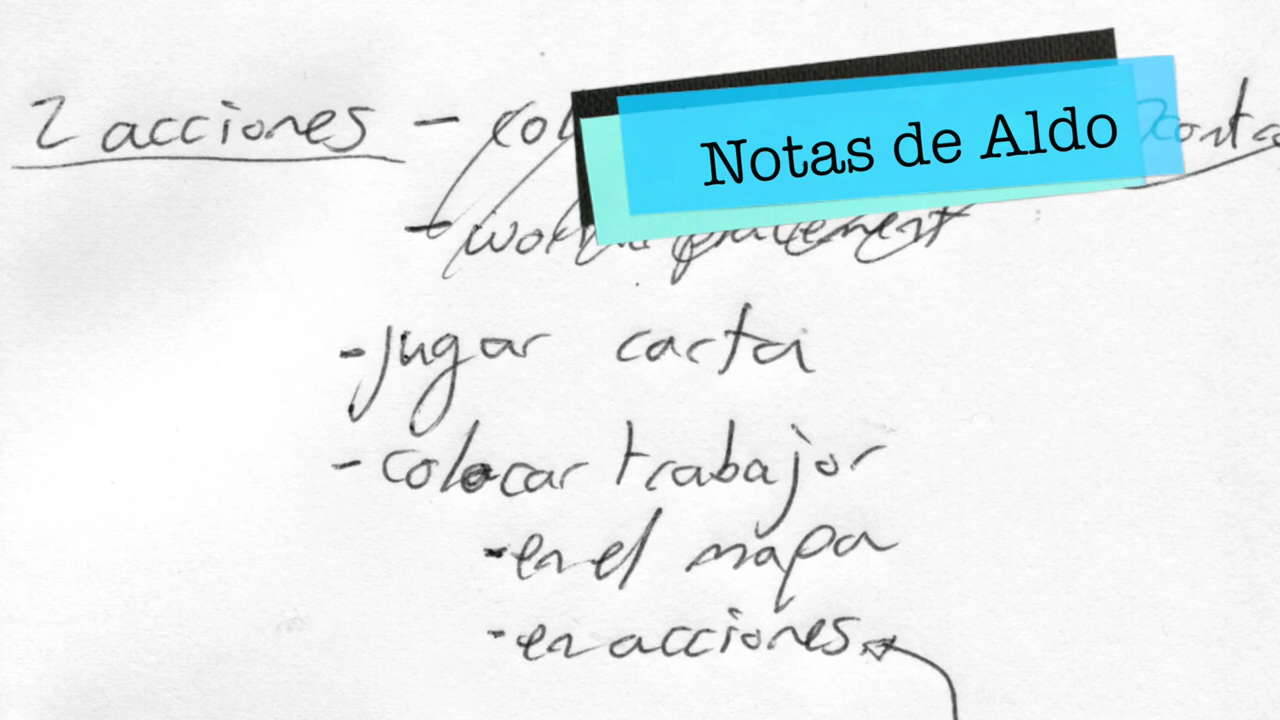 2 acciones -
Notas de Aldo
- jugar carta
- colocar trabajor
- en el mapa
- en acciones